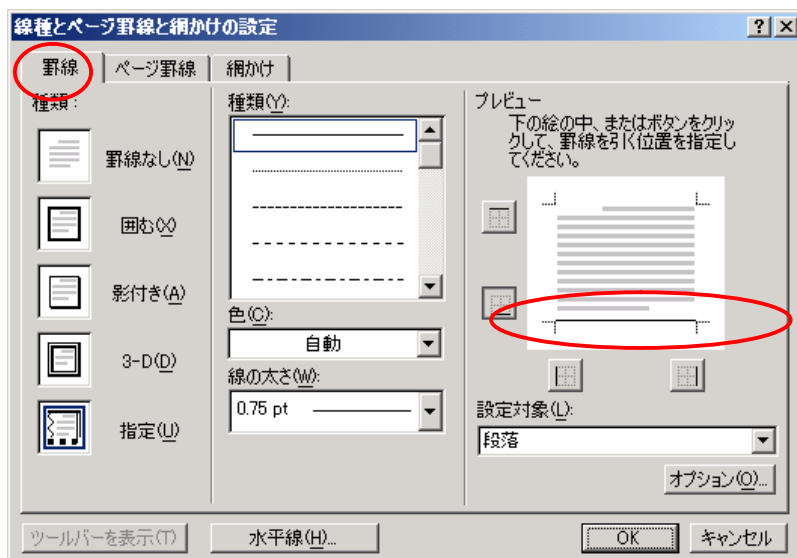 線種とページ罫線と網かけの設定
罫線
ページ罫線
網かけ
種類:
罫線なし(N)
囲む(X)
影付き(A)
3-D(D)
指定(U)
種類(Y):
色(C):
自動
線の太さ(W):
0.75 pt
プレビュー
下の絵の中、またはボタンをクリッ
クして、罫線を引く位置を指定し
てください。
設定対象(L):
段落
オプション(O)...
ツールバーを表示(T)
水平線(H)...
OK
キャンセル